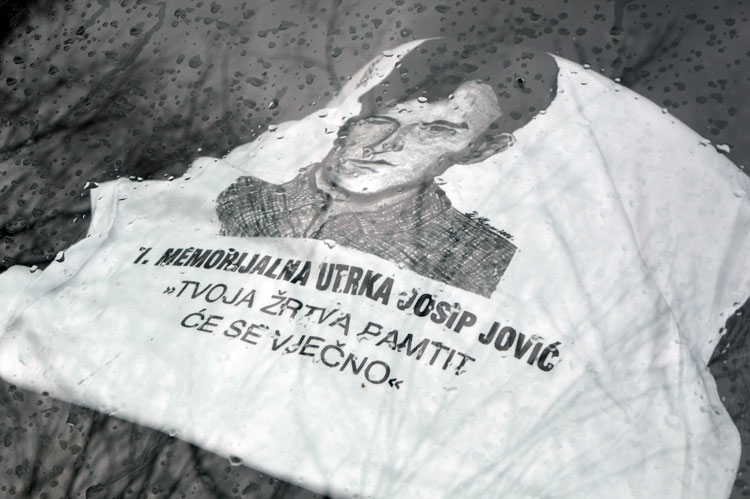 7. MEMORIJALNA UTRKA JOSIP JOVIĆ
»TVOJA ŽRTVA PAMTIT
ĆE SE VJEČNO«